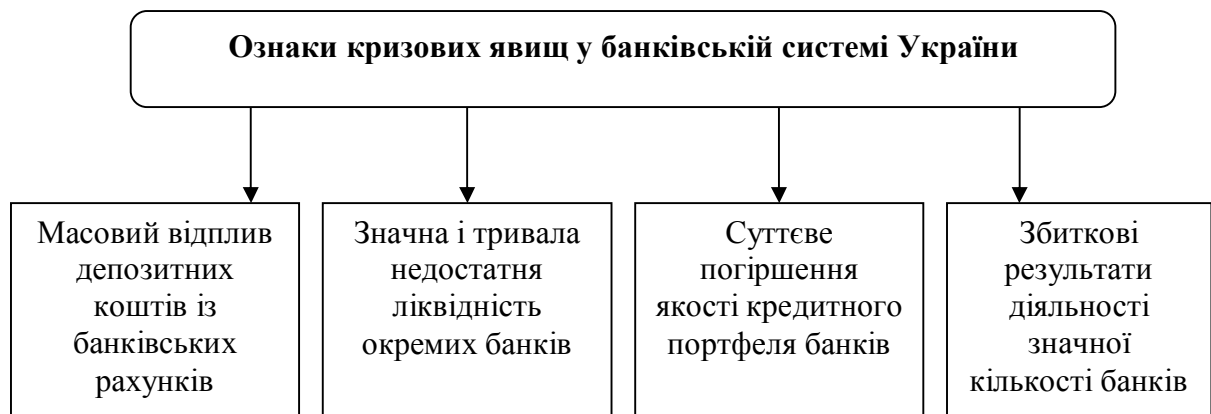 Ознаки кризових явищ у банківській системі України
Масовий відплив
депозитних
коштів із
банківських
рахунків
Значна і тривала
недостатня
ліквідність
окремих банків
Суттєве
погіршення
якості кредитного
портфеля банків
Збиткові
результати
діяльності
значної
кількості банків